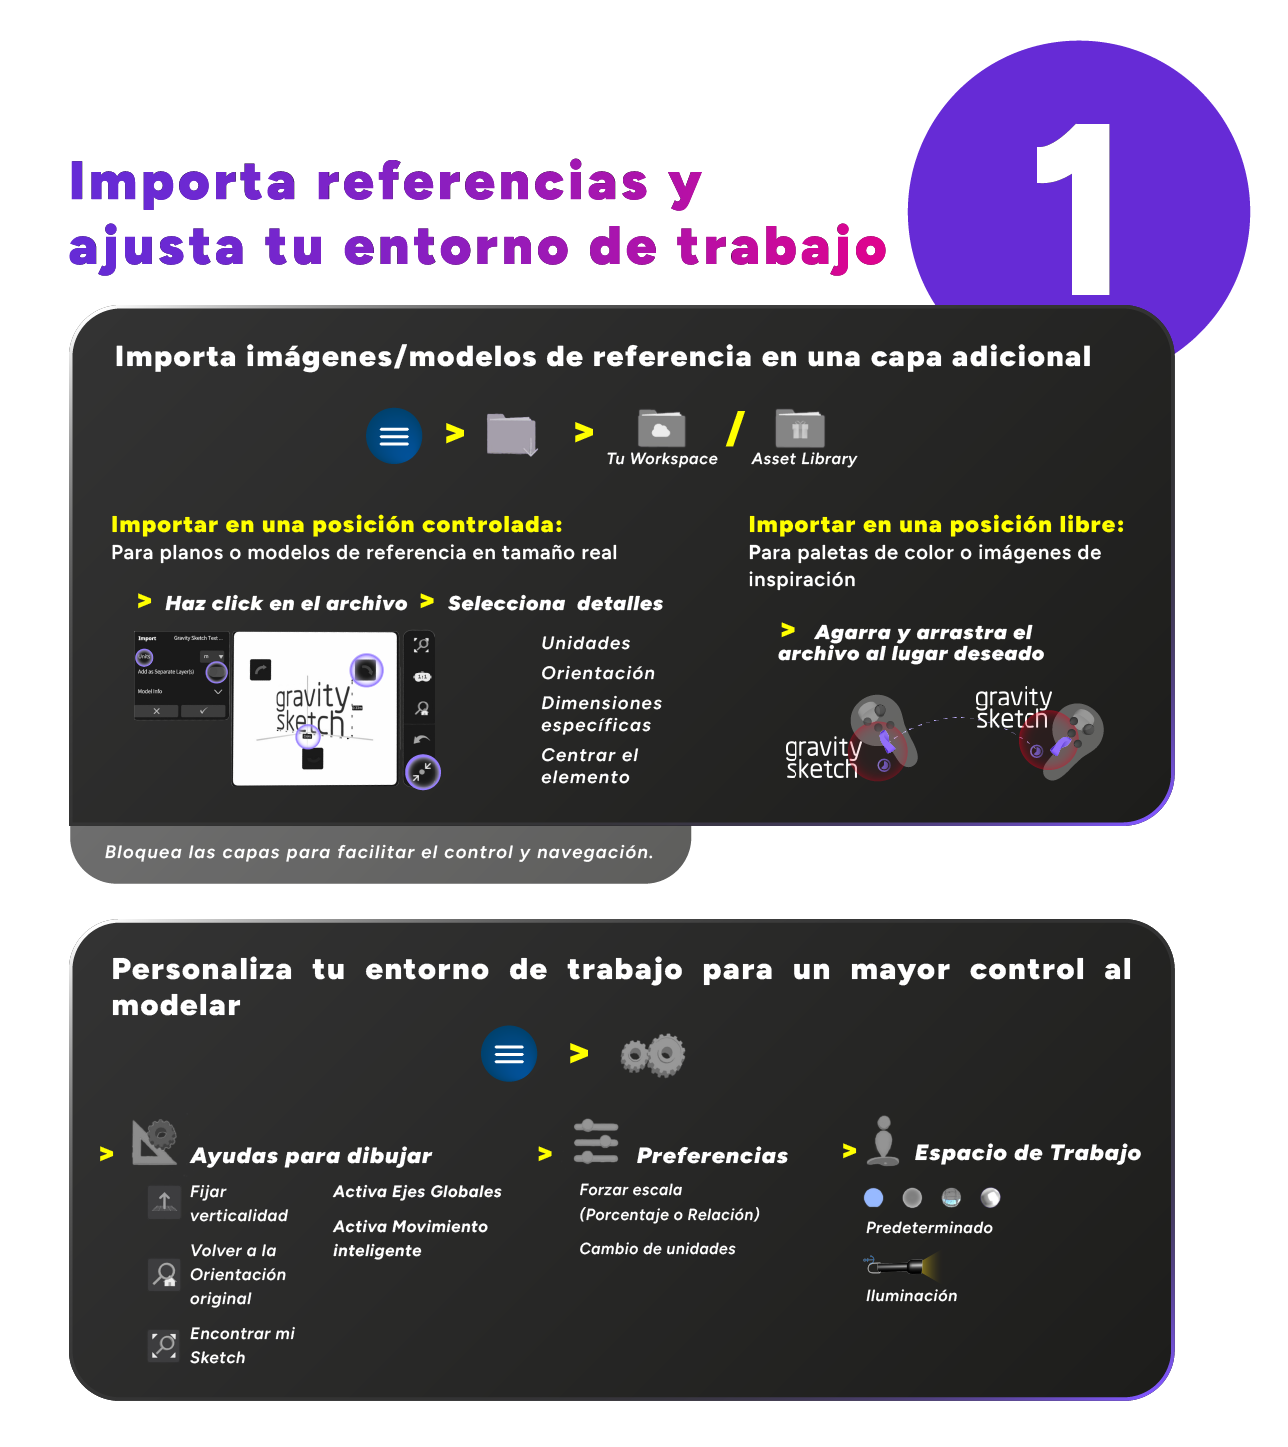 1
Importa referencias y
ajusta tu entorno de trabajo
Importa imágenes/modelos de referencia en una capa adicional
> > /
Tu Workspace Asset Library
Importar en una posición controlada:
Para planos o modelos de referencia en tamaño real
> Haz click en el archivo > Selecciona detalles
Import Gravity Sketch Text ...
Units m
Add as Separate Layer(s)
Model Info
gravity
sketch
1:1
Unidades
Orientación
Dimensiones
específicas
Centrar el
elemento
Importar en una posición libre:
Para paletas de color o imágenes de
inspiración
> Agarra y arrastra el
archivo al lugar deseado
gravity
sketch
gravity
sketch
Bloquea las capas para facilitar el control y navegación.
Personaliza tu entorno de trabajo para un mayor control al
modelar
>
> Ayudas para dibujar
Fijar
verticalidad
Volver a la
Orientación
original
Encontrar mi
Sketch
Activa Ejes Globales
Activa Movimiento
inteligente
> Preferencias
Forzar escala
(Porcentaje o Relación)
Cambio de unidades
> Espacio de Trabajo
Predeterminado
Iluminación